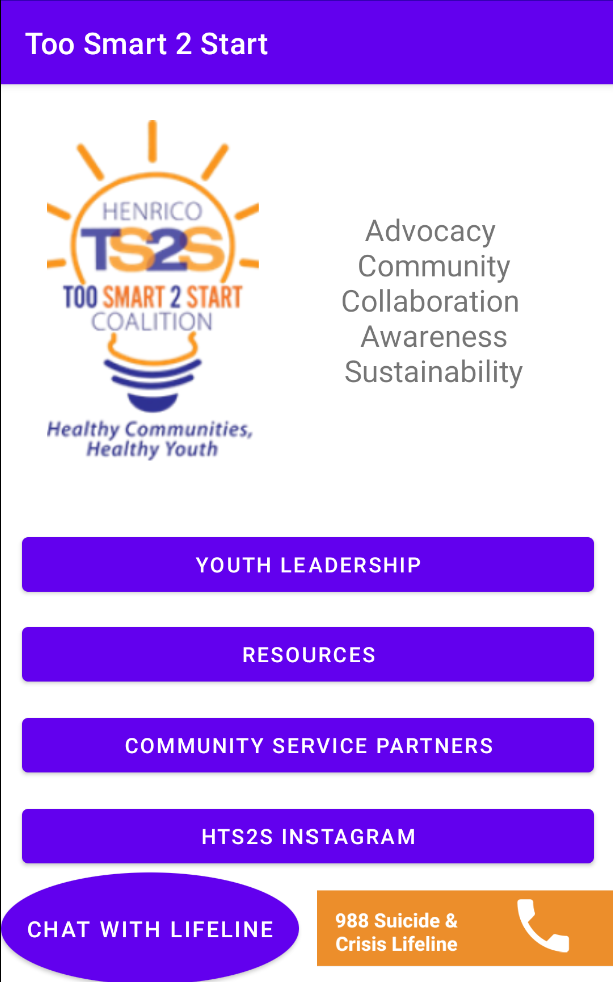 Too Smart 2 Start
HENRICO
TS2S
TOO SMART 2 START
COALITION
Healthy Communities,
Healthy Youth
Advocacy
Community
Collaboration
Awareness
Sustainability
YOUTH LEADERSHIP
RESOURCES
COMMUNITY SERVICE PARTNERS
HTS2S INSTAGRAM
CHAT WITH LIFELINE
988 Suicide &
Crisis Lifeline